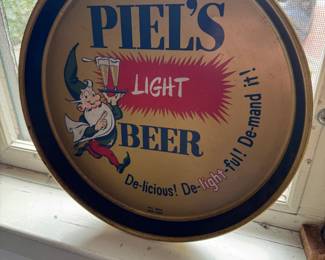 PIEL'S
LIGHT
BEER
De-licious! De-light-ful! De-mand it!